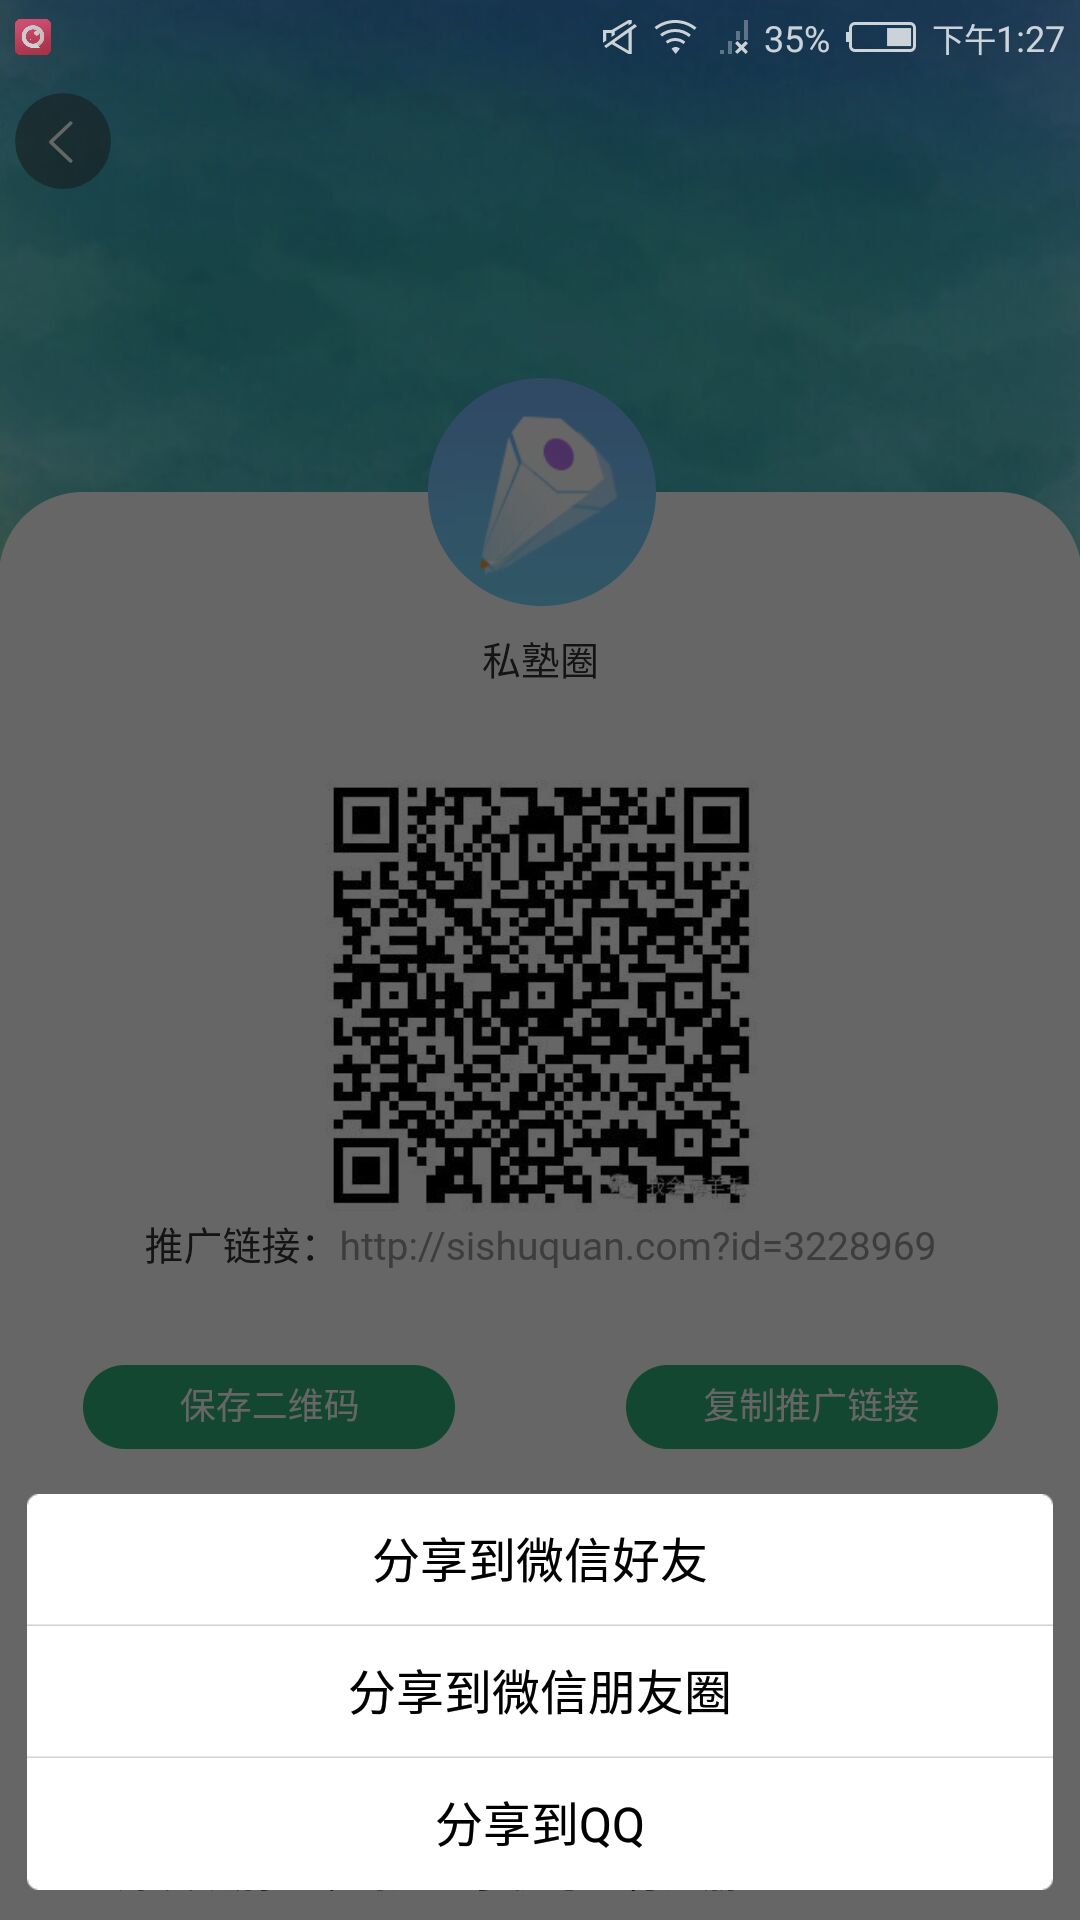 35% 下午1:27
私塾圈
推广链接：http://sishuquan.com?id=3228969
保存二维码
复制推广链接
分享到微信好友
分享到微信朋友圈
分享到QQ